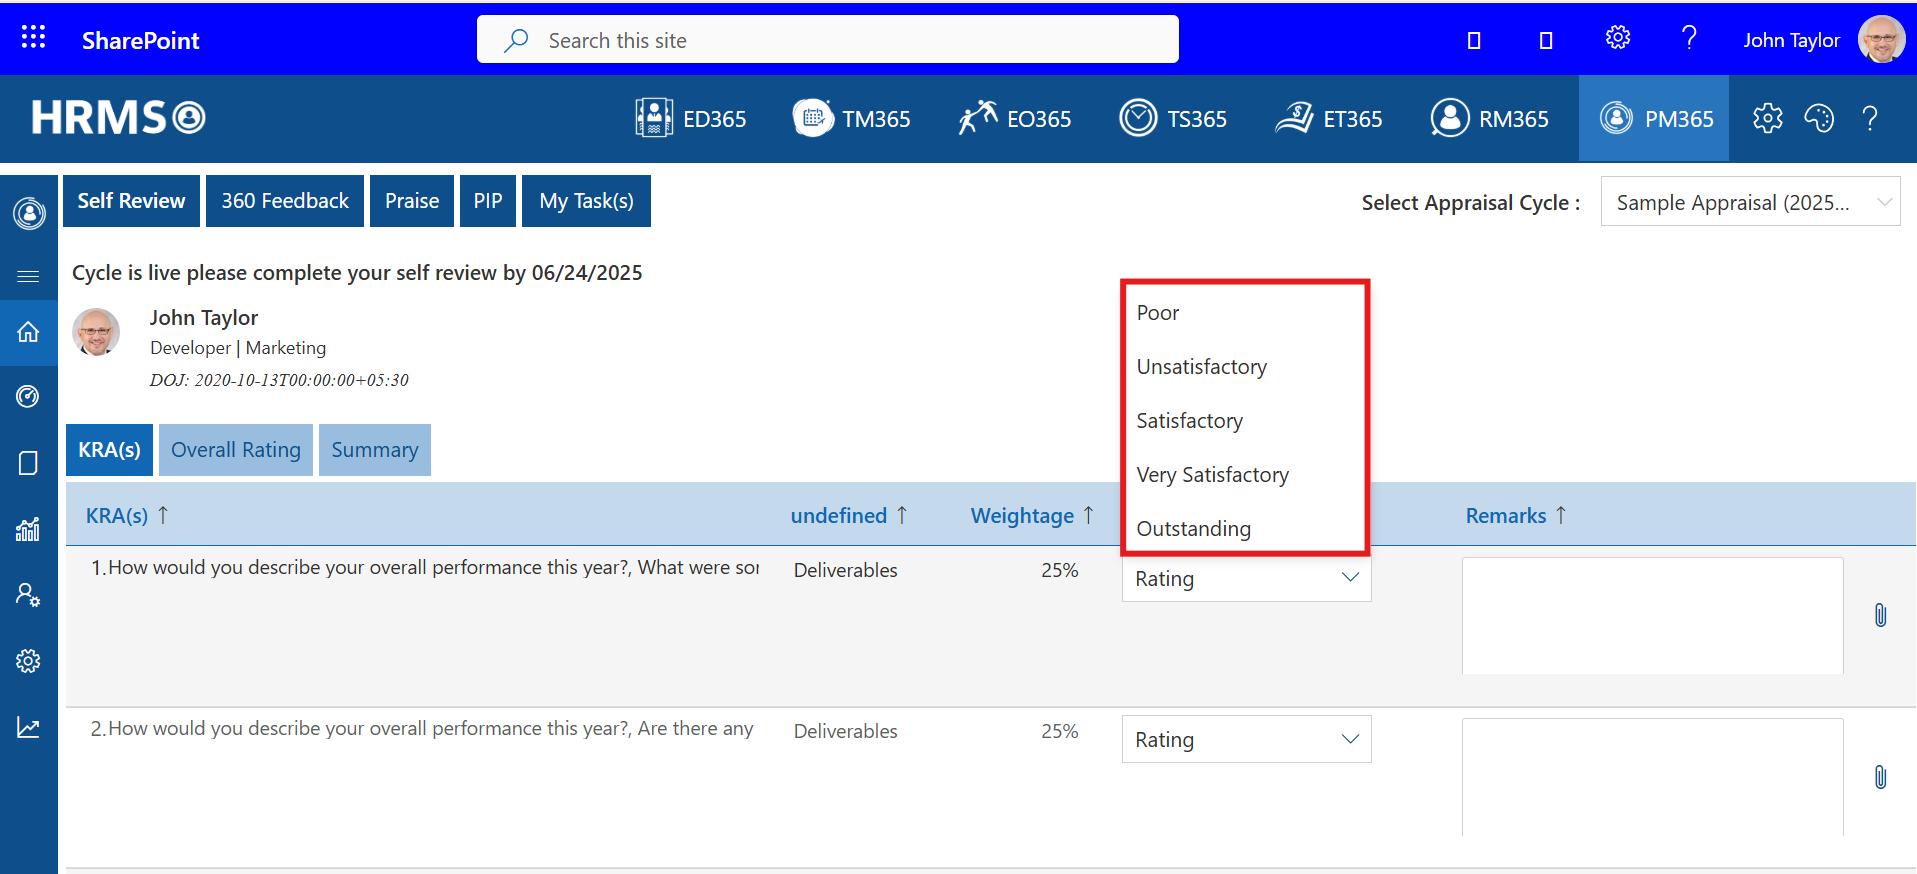 SharePoint
Search this site
John Taylor
HRMS
ED365
TM365
EO365
TS365
ET365
RM365
PM365
Self Review
360 Feedback
Praise
PIP
My Task(s)
Select Appraisal Cycle :
Sample Appraisal (2025...
Cycle is live please complete your self review by 06/24/2025
John Taylor
Developer | Marketing
DOJ: 2020-10-13T00:00:00+05:30
Poor
Unsatisfactory
Satisfactory
Very Satisfactory
Outstanding
KRA(s)
Overall Rating
Summary
KRA(s) ↑
undefined ↑
Weightage ↑
Remarks ↑
1.How would you describe your overall performance this year?, What were sor
Deliverables
25%
Rating
2.How would you describe your overall performance this year?, Are there any
Deliverables
25%
Rating